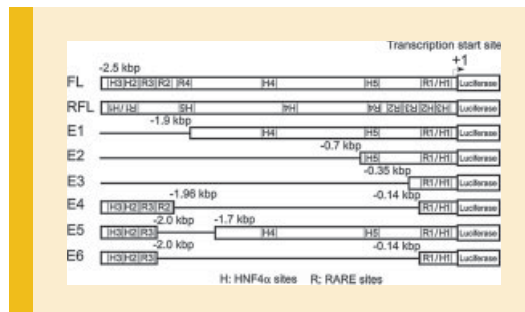 Transcription start site
-2.5 kbp
+1
FL |H3|H2|R3|R2| |R4| |H4| |H5| |R1/H1| Luciferase
RFL |H5| |H4| Luciferase
-1.9 kbp
E1 |H4| |H5| |R1/H1| Luciferase
-0.7 kbp
E2 |H5| |R1/H1| Luciferase
-0.35 kbp
E3 |R1/H1| Luciferase
-1.96 kbp -0.14 kbp
E4 |H3|H2|R3|R2| |R1/H1| Luciferase
-2.0 kbp -1.7 kbp
E5 |H3|H2|R3| |H4| |H5| |R1/H1| Luciferase
-2.0 kbp -0.14 kbp
E6 |H3|H2|R3| |R1/H1| Luciferase
H: HNF4α sites R: RARE sites